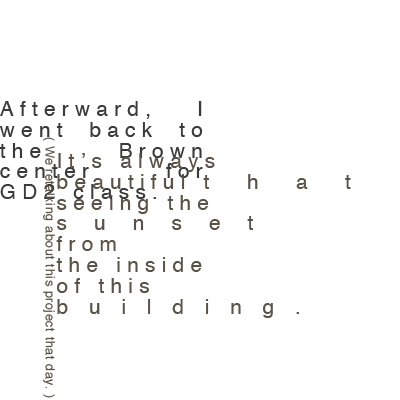 Afterward, I
went back to
the , Brown
center for
GD2 class.
It's always
beautiful that
seeing the
sunset
from
the inside
of this
building.
( We're talking about this project that day. )